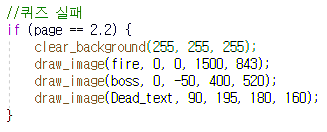 //퀴즈 실패
if (page == 2.2) {
    clear_background(255, 255, 255);
    draw_image(fire, 0, 0, 1500, 843);
    draw_image(boss, 0, -50, 400, 520);
    draw_image(Dead_text, 90, 195, 180, 160);
}